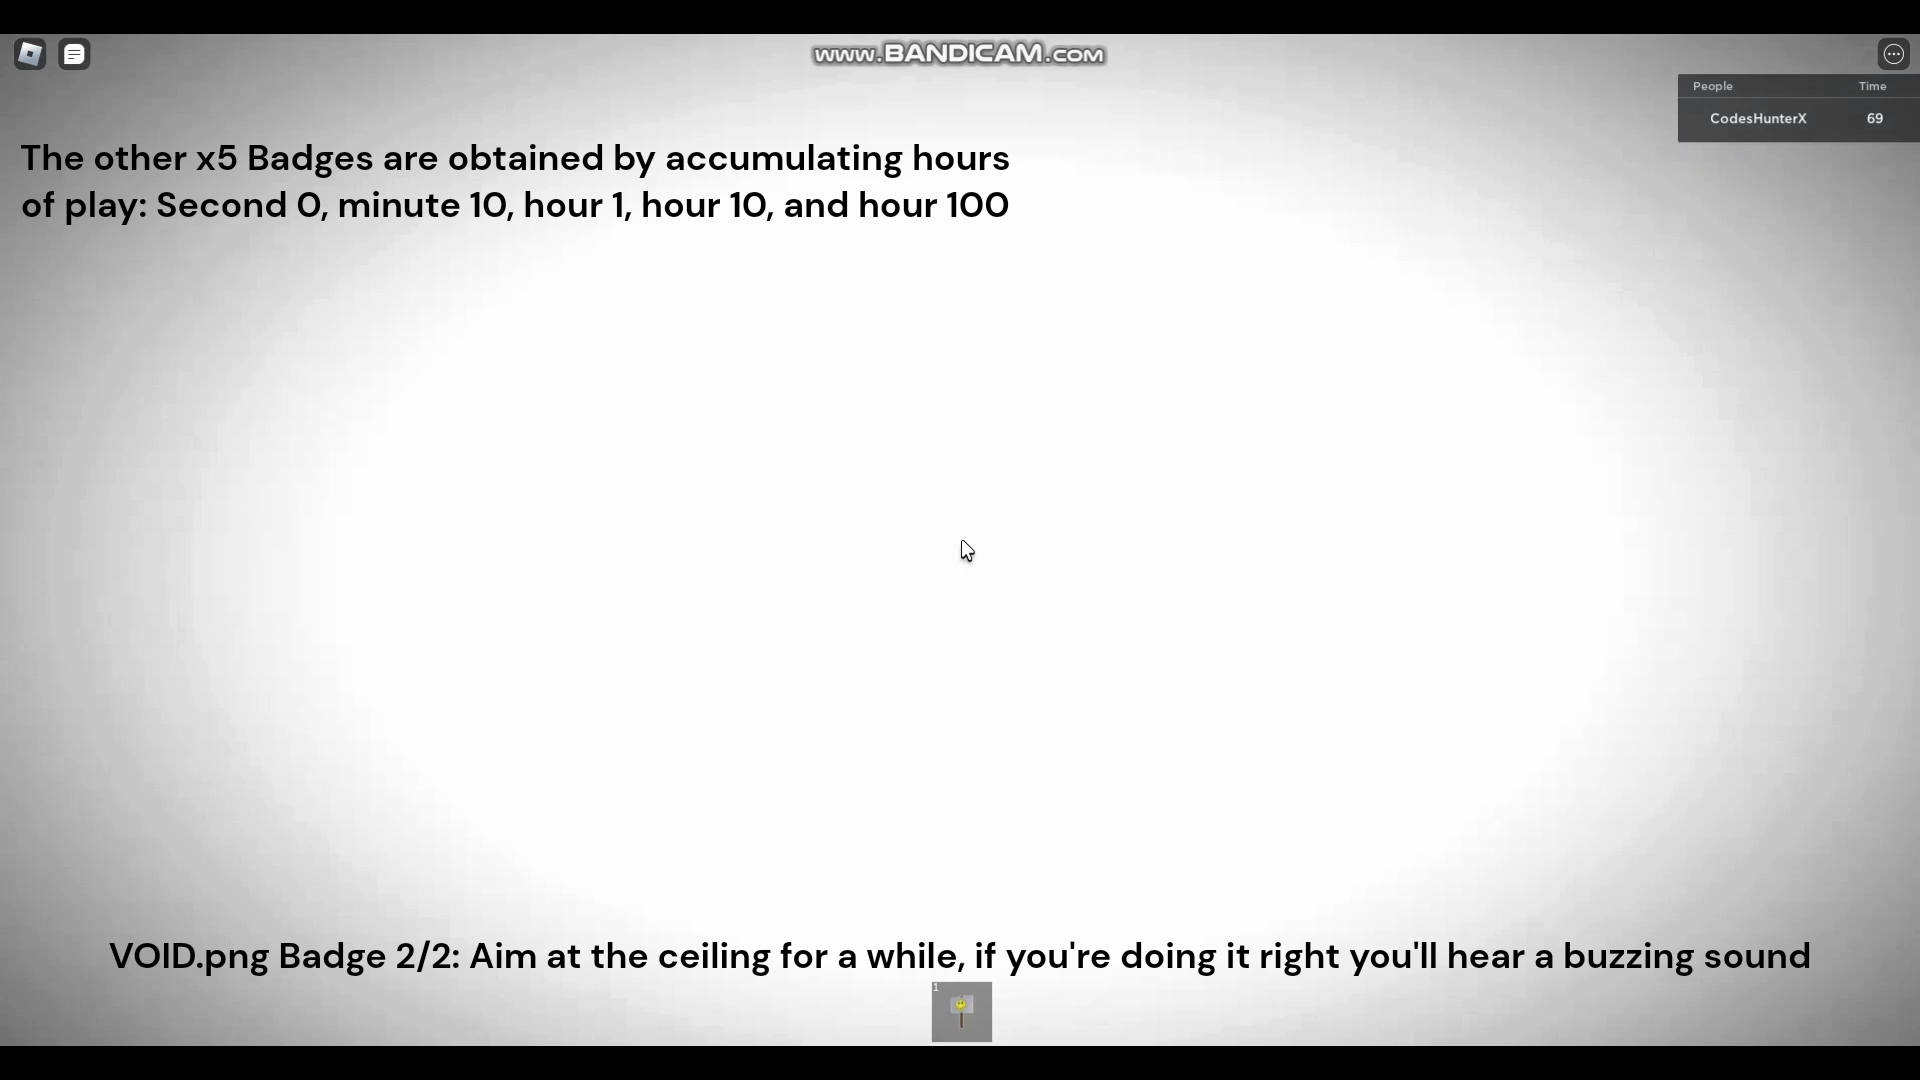 www.BANDICAM.com
People Time
CodesHunterX 69
The other x5 Badges are obtained by accumulating hours
of play: Second 0, minute 10, hour 1, hour 10, and hour 100
VOID.png Badge 2/2: Aim at the ceiling for a while, if you're doing it right you'll hear a buzzing sound
1